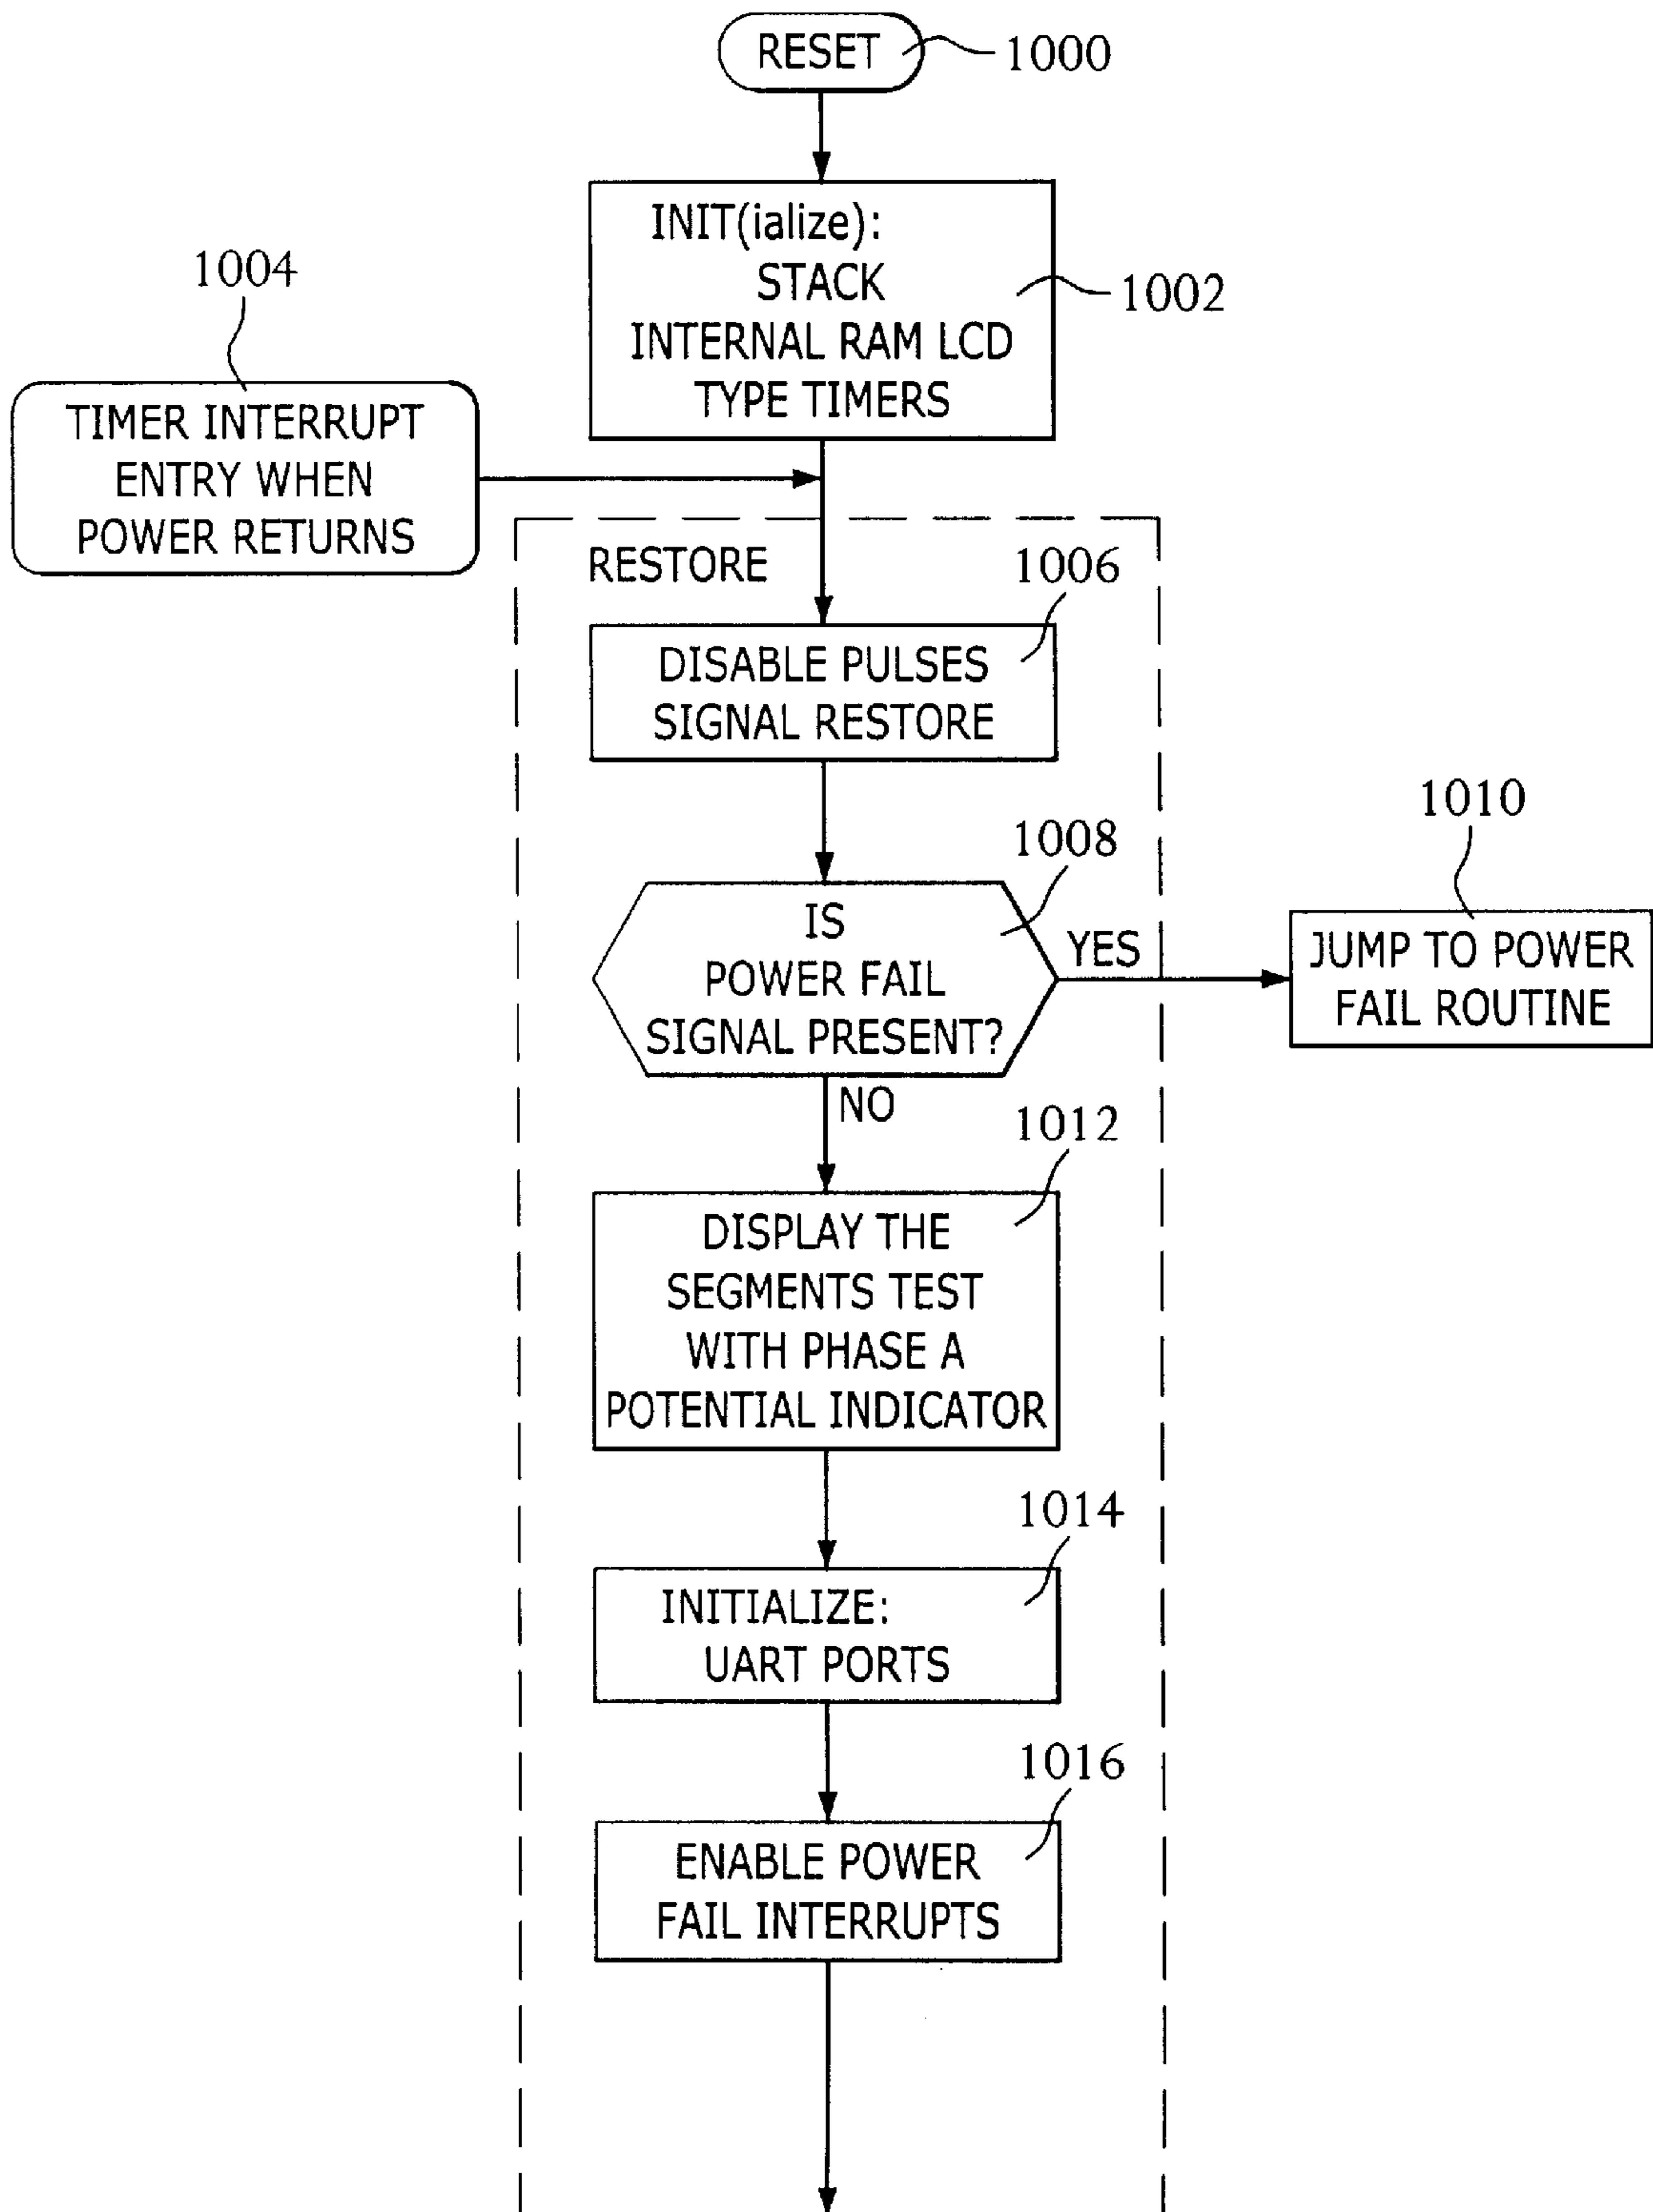 RESET
1000
INIT(ialize):
STACK
INTERNAL RAM LCD
TYPE TIMERS
1002
1004
TIMER INTERRUPT
ENTRY WHEN
POWER RETURNS
RESTORE
1006
DISABLE PULSES
SIGNAL RESTORE
1008
IS
POWER FAIL
SIGNAL PRESENT?
YES
1010
JUMP TO POWER
FAIL ROUTINE
NO
1012
DISPLAY THE
SEGMENTS TEST
WITH PHASE A
POTENTIAL INDICATOR
1014
INITIALIZE:
UART PORTS
1016
ENABLE POWER
FAIL INTERRUPTS